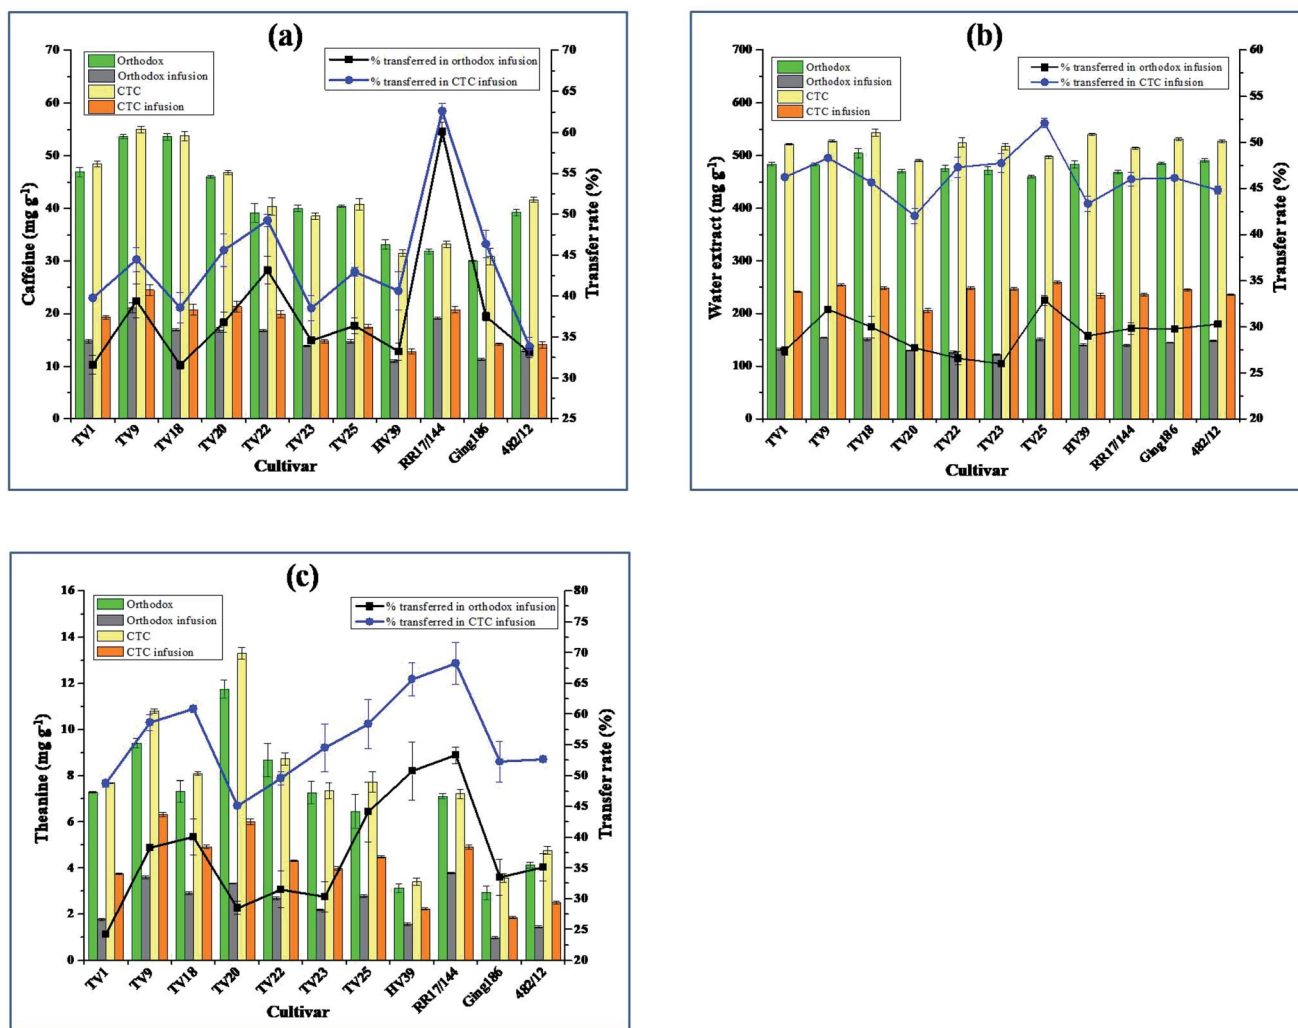 (a)
Orthodox
Orthodox infusion
CTC
CTC infusion
% transferred in orthodox infusion
% transferred in CTC infusion
70
60
50
40
30
20
10
0
Caffeine (mg g⁻¹)
70
65
60
55
50
45
40
35
30
25
Transfer rate (%)
TV1 TV9 TV18 TV20 TV22 TV23 TV25 HV39 RR17/144 Ging186 482/12
Cultivar
(b)
Orthodox
Orthodox infusion
CTC
CTC infusion
% transferred in orthodox infusion
% transferred in CTC infusion
700
600
500
400
300
200
100
0
Water extract (mg g⁻¹)
60
55
50
45
40
35
30
25
20
Transfer rate (%)
TV1 TV9 TV18 TV20 TV22 TV23 TV25 HV39 RR17/144 Ging186 482/12
Cultivar
(c)
Orthodox
Orthodox infusion
CTC
CTC infusion
% transferred in orthodox infusion
% transferred in CTC infusion
16
14
12
10
8
6
4
2
0
Theanine (mg g⁻¹)
80
75
70
65
60
55
50
45
40
35
30
25
20
Transfer rate (%)
TV1 TV9 TV18 TV20 TV22 TV23 TV25 HV39 RR17/144 Ging186 482/12
Cultivar